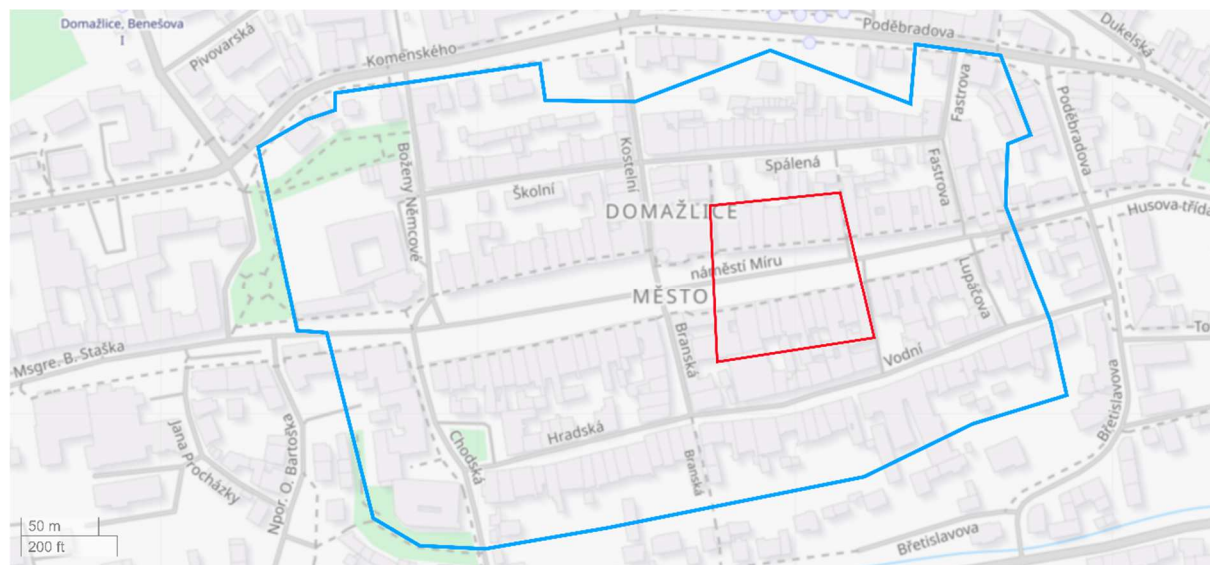 Domažlice, Benešova
I
Pivovarská
Komenského
Poděbradova
Dukelská
Boženy Němcové
Kostelní
Školní
Spálená
Fastrova
Fastrova
Poděbradova
DOMAŽLICE
MĚSTO
náměstí Míru
Husova-třída
Lupáčova
Vodní
Branská
Msgre. B. Staška
To
Břetislavova
Jana Procházky
Npor. O. Bartoška
Chodská
Hradská
Branská
Břetislavova
50 m
200 ft